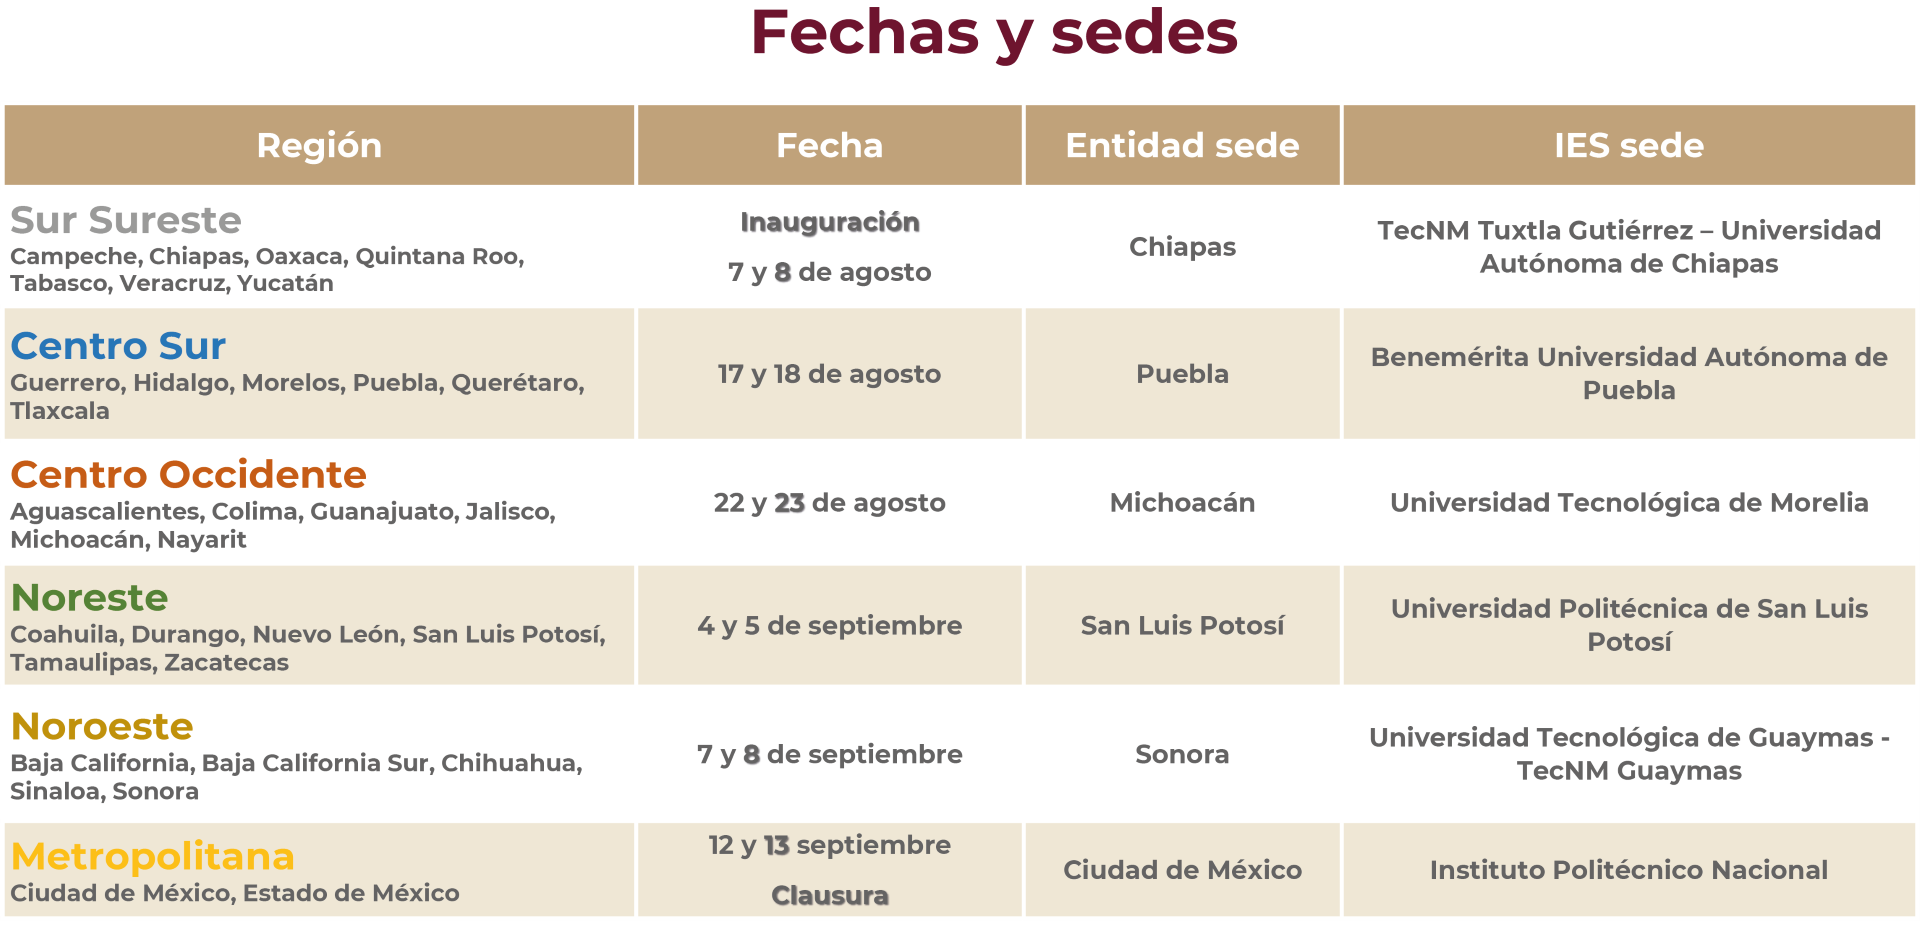 Fechas y sedes
Región
Fecha
Entidad sede
IES sede
Sur Sureste
Campeche, Chiapas, Oaxaca, Quintana Roo,
Tabasco, Veracruz, Yucatán
Inauguración
7 y 8 de agosto
Chiapas
TecNM Tuxtla Gutiérrez – Universidad
Autónoma de Chiapas
Centro Sur
Guerrero, Hidalgo, Morelos, Puebla, Querétaro,
Tlaxcala
17 y 18 de agosto
Puebla
Benemérita Universidad Autónoma de
Puebla
Centro Occidente
Aguascalientes, Colima, Guanajuato, Jalisco,
Michoacán, Nayarit
22 y 23 de agosto
Michoacán
Universidad Tecnológica de Morelia
Noreste
Coahuila, Durango, Nuevo León, San Luis Potosí,
Tamaulipas, Zacatecas
4 y 5 de septiembre
San Luis Potosí
Universidad Politécnica de San Luis
Potosí
Noroeste
Baja California, Baja California Sur, Chihuahua,
Sinaloa, Sonora
7 y 8 de septiembre
Sonora
Universidad Tecnológica de Guaymas -
TecNM Guaymas
Metropolitana
Ciudad de México, Estado de México
12 y 13 septiembre
Clausura
Ciudad de México
Instituto Politécnico Nacional